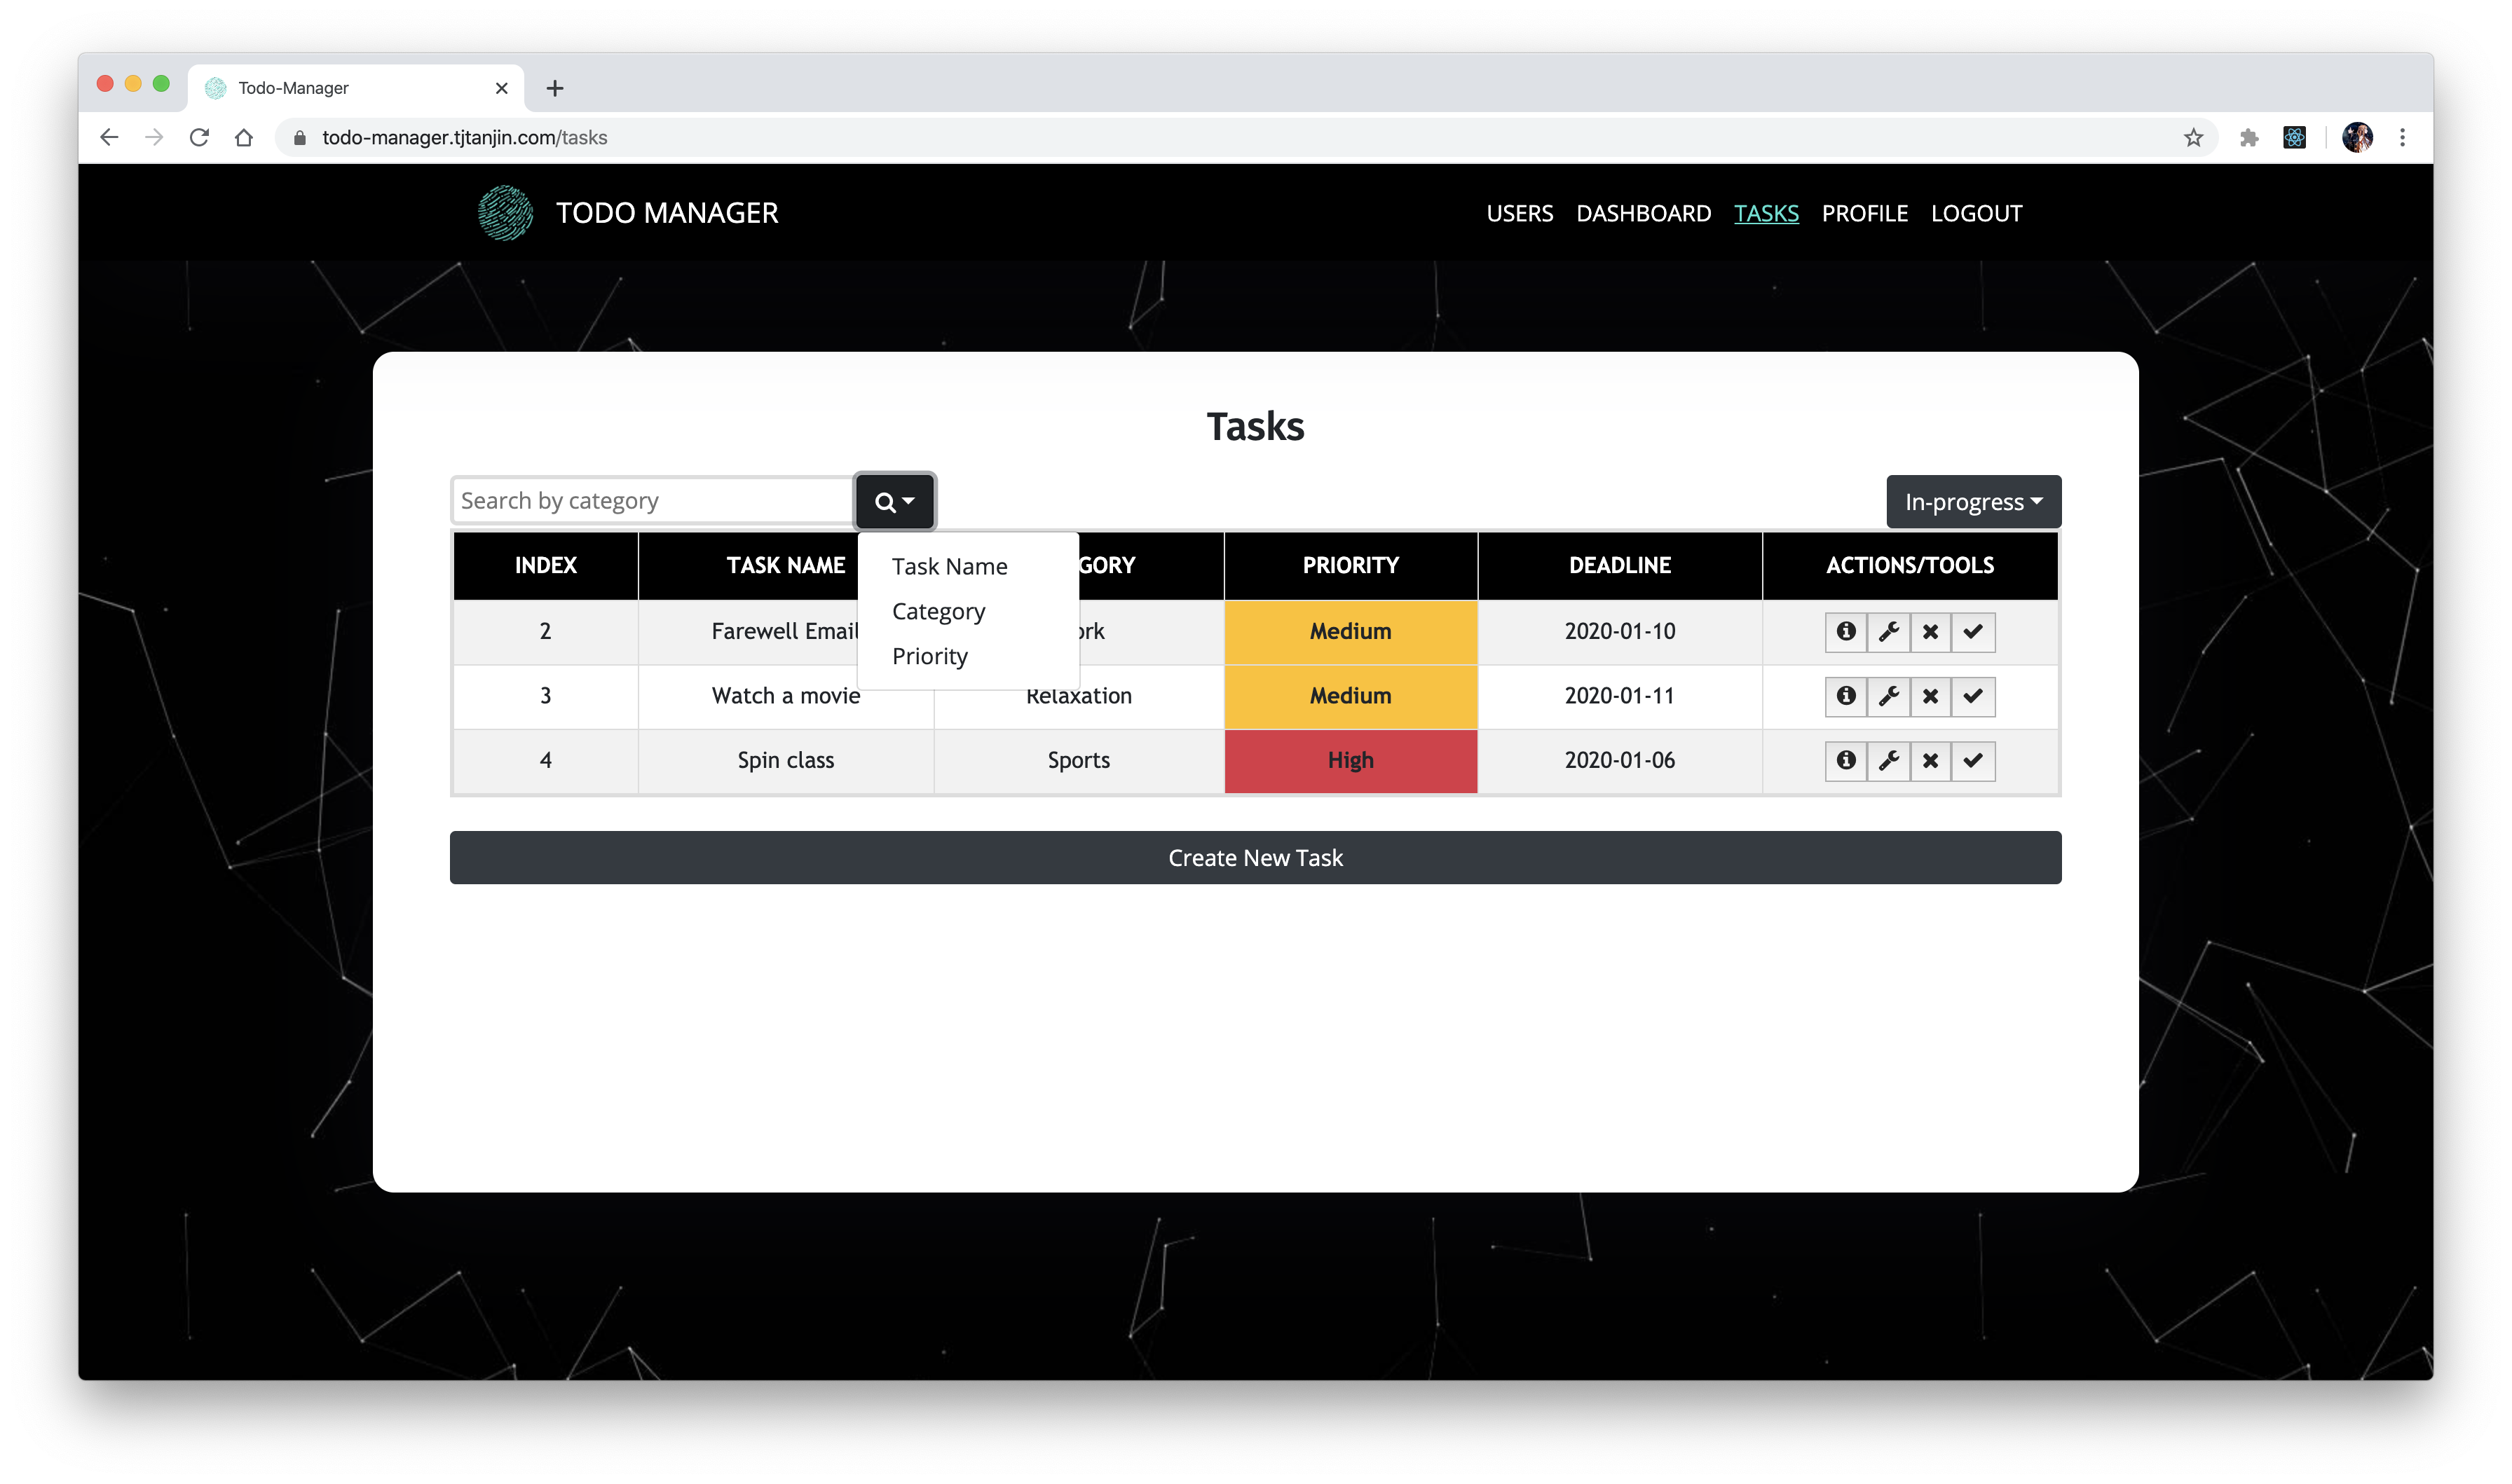 Todo-Manager
todo-manager.tjtanjin.com/tasks
TODO MANAGER USERS DASHBOARD TASKS PROFILE LOGOUT
Tasks
Search by category In-progress
INDEX TASK NAME GORY PRIORITY DEADLINE ACTIONS/TOOLS
Task Name
Category
Priority
2 Farewell Email ork Medium 2020-01-10
3 Watch a movie Relaxation Medium 2020-01-11
4 Spin class Sports High 2020-01-06
Create New Task